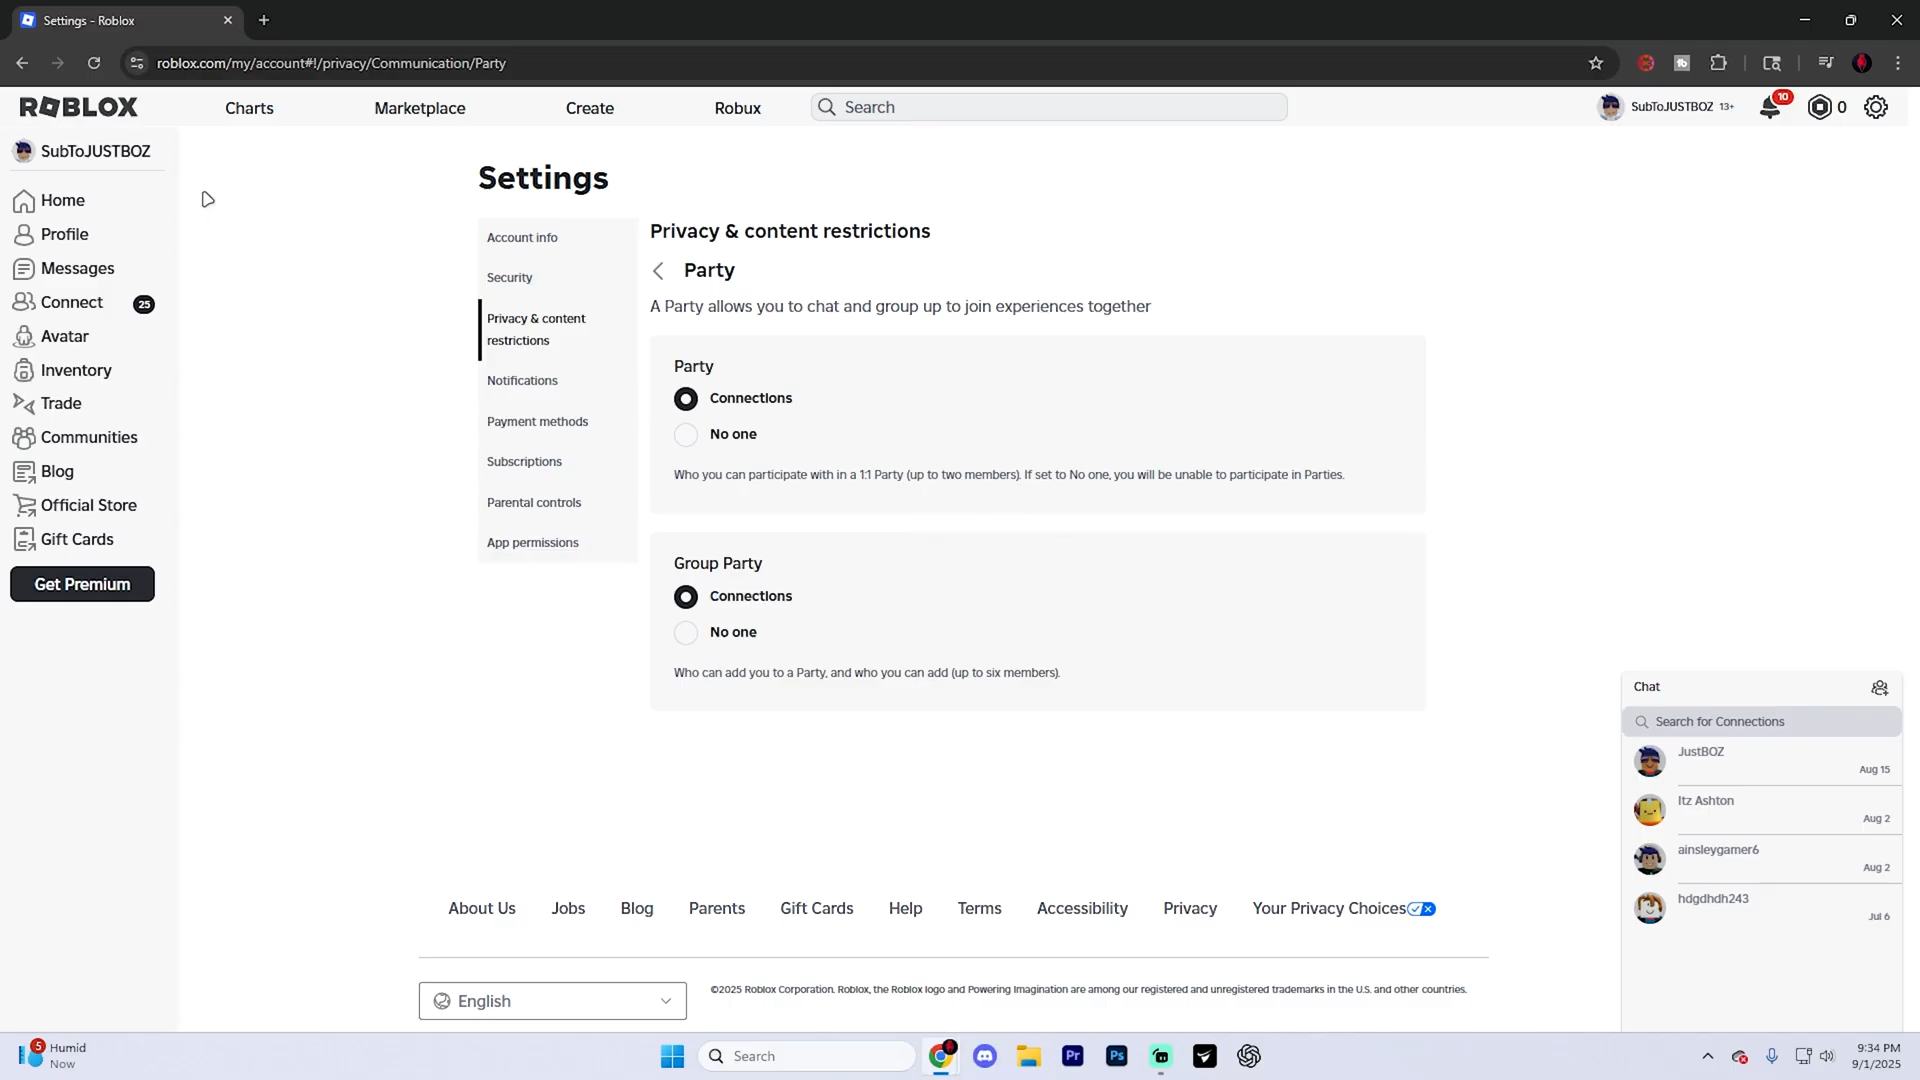 Settings - Roblox
roblox.com/my/account#!/privacy/Communication/Party
ROBLOX
Charts
Marketplace
Create
Robux
Search
SubToJUSTBOZ 13+
10
0
SubToJUSTBOZ
Home
Profile
Messages
Connect 25
Avatar
Inventory
Trade
Communities
Blog
Official Store
Gift Cards
Get Premium
Settings
Account info
Security
Privacy & content
restrictions
Notifications
Payment methods
Subscriptions
Parental controls
App permissions
Privacy & content restrictions
Party
A Party allows you to chat and group up to join experiences together
Party
Connections
No one
Who you can participate with in a 1:1 Party (up to two members). If set to No one, you will be unable to participate in Parties.
Group Party
Connections
No one
Who can add you to a Party, and who you can add (up to six members).
Chat
Search for Connections
JustBOZ
Aug 15
Itz Ashton
Aug 2
ainsleygamer6
Aug 2
hdgdhdh243
Jul 6
About Us
Jobs
Blog
Parents
Gift Cards
Help
Terms
Accessibility
Privacy
Your Privacy Choices
English
©2025 Roblox Corporation. Roblox, the Roblox logo and Powering Imagination are among our registered and unregistered trademarks in the U.S. and other countries.
5
Humid
Now
Search
Pr
Ps
9:34 PM
9/1/2025